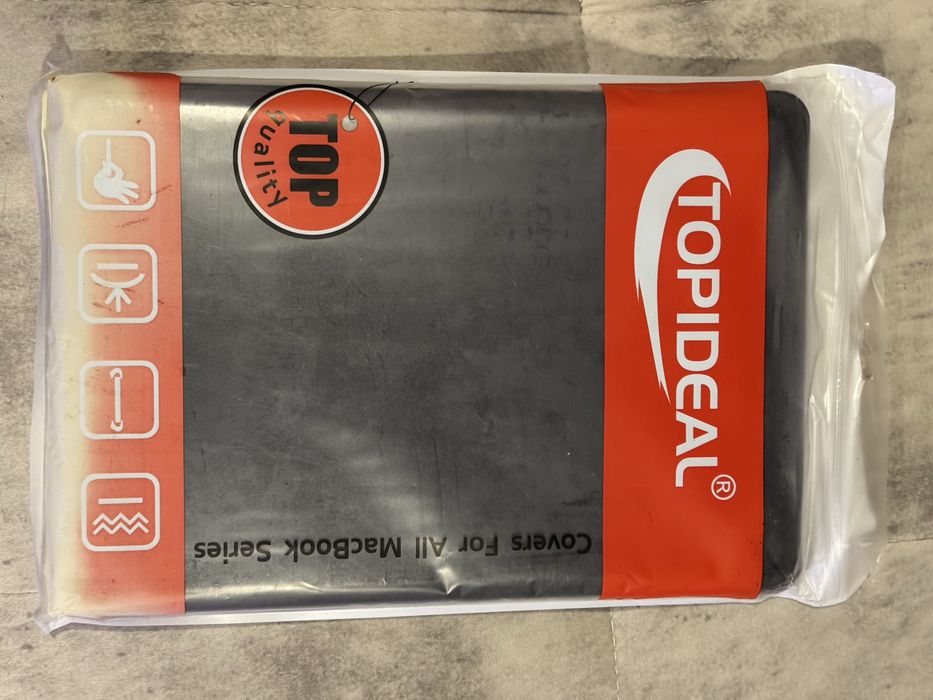 TOP
quality
TOPIDEAL®
Covers For All MacBook Series